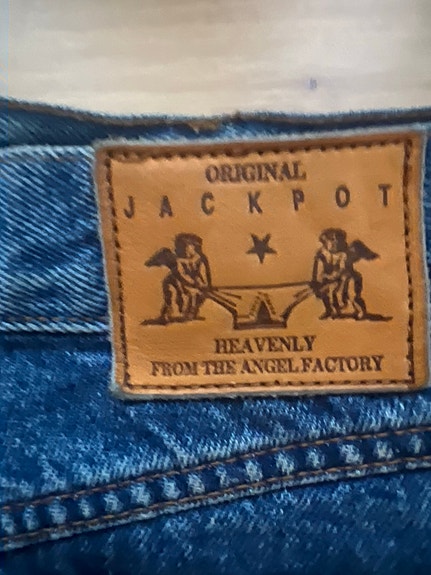 ORIGINAL
JACKPOT
HEAVENLY
FROM THE ANGEL FACTORY